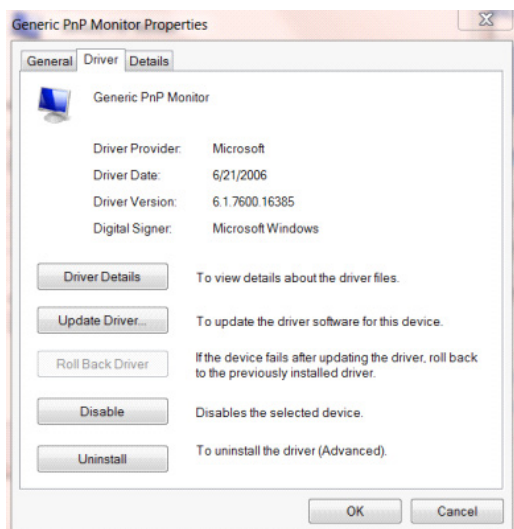 Generic PnP Monitor Properties
General Driver Details
Generic PnP Monitor
Driver Provider: Microsoft
Driver Date: 6/21/2006
Driver Version: 6.1.7600.16385
Digital Signer: Microsoft Windows
Driver Details To view details about the driver files.
Update Driver... To update the driver software for this device.
Roll Back Driver If the device fails after updating the driver, roll back
to the previously installed driver.
Disable Disables the selected device.
Uninstall To uninstall the driver (Advanced).
OK Cancel